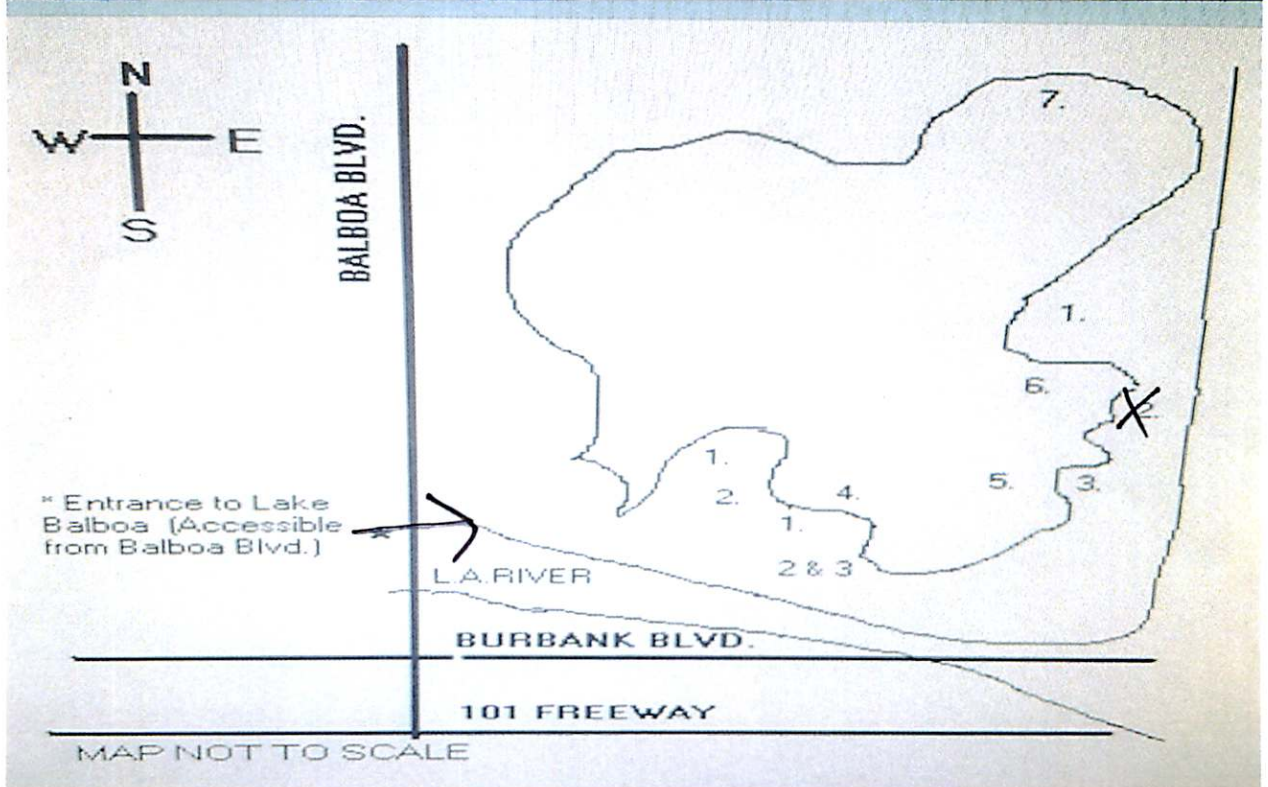 N
W E
S
BALBOA BLVD.
7.
1.
6.
2.
1.
2.
4.
5.
3.
1.
2 & 3
* Entrance to Lake
Balboa (Accessible
from Balboa Blvd.)
*
L.A.RIVER
BURBANK BLVD.
101 FREEWAY
MAP NOT TO SCALE